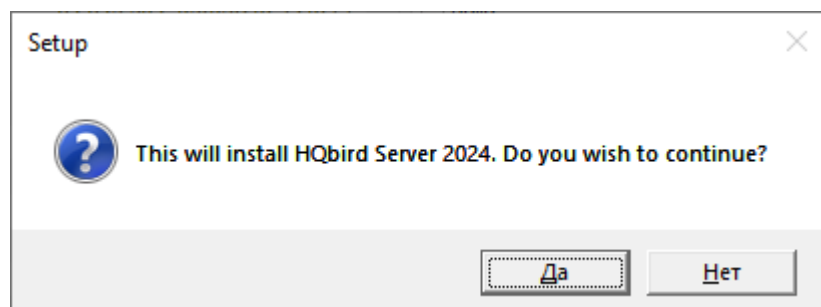 Setup
This will install HQbird Server 2024. Do you wish to continue?
Да
Нет